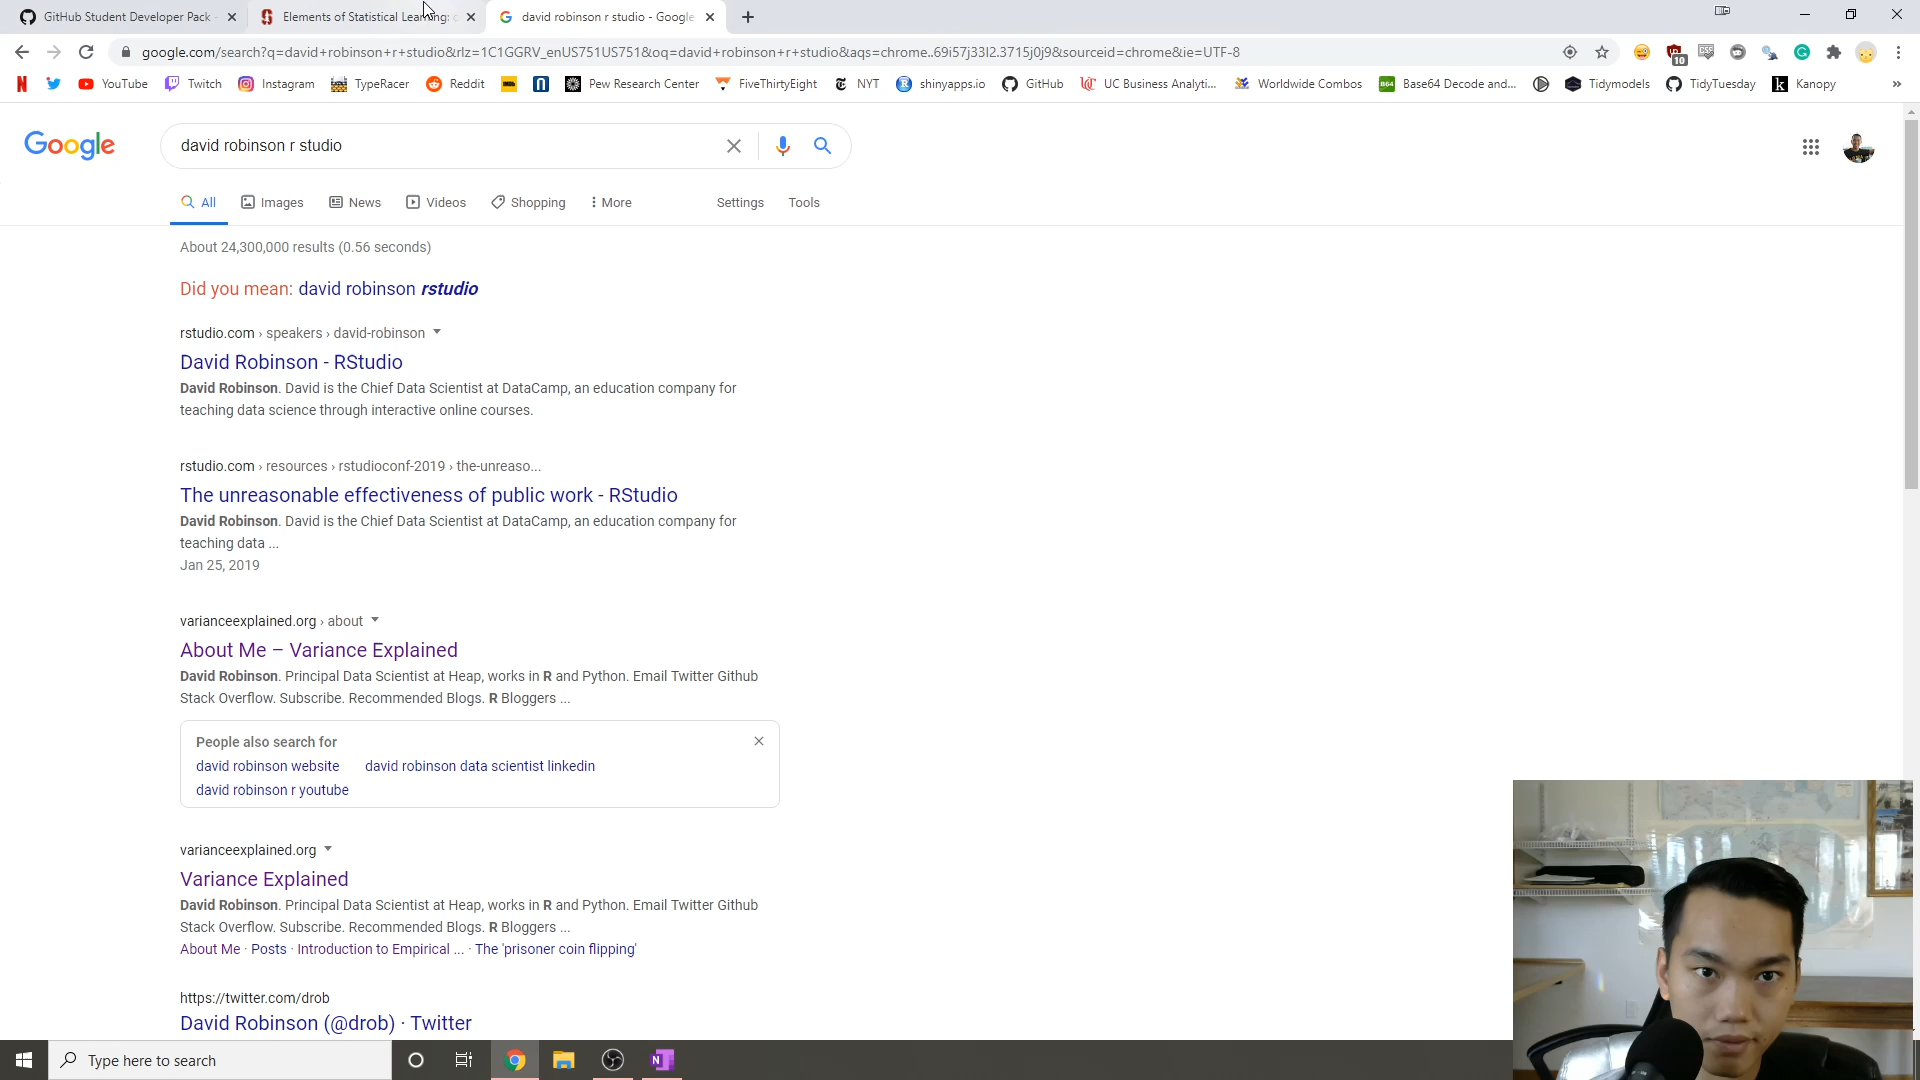 GitHub Student Developer Pack -
Elements of Statistical Learning:
david robinson r studio - Google
google.com/search?q=david+robinson+r+studio&rlz=1C1GGRV_enUS751US751&oq=david+robinson+r+studio&aqs=chrome..69i57j33l2.3715j0j9&sourceid=chrome&ie=UTF-8
10
YouTube Twitch Instagram TypeRacer Reddit Pew Research Center FiveThirtyEight NYT shinyapps.io GitHub UC Business Analyti... Worldwide Combos Base64 Decode and... Tidymodels TidyTuesday Kanopy »
Google
david robinson r studio
All Images News Videos Shopping More Settings Tools
About 24,300,000 results (0.56 seconds)
Did you mean: david robinson rstudio
rstudio.com › speakers › david-robinson
David Robinson - RStudio
David Robinson. David is the Chief Data Scientist at DataCamp, an education company for
teaching data science through interactive online courses.
rstudio.com › resources › rstudioconf-2019 › the-unreaso...
The unreasonable effectiveness of public work - RStudio
David Robinson. David is the Chief Data Scientist at DataCamp, an education company for
teaching data ...
Jan 25, 2019
varianceexplained.org › about
About Me – Variance Explained
David Robinson. Principal Data Scientist at Heap, works in R and Python. Email Twitter Github
Stack Overflow. Subscribe. Recommended Blogs. R Bloggers ...
People also search for
david robinson website david robinson data scientist linkedin
david robinson r youtube
varianceexplained.org
Variance Explained
David Robinson. Principal Data Scientist at Heap, works in R and Python. Email Twitter Github
Stack Overflow. Subscribe. Recommended Blogs. R Bloggers ...
About Me · Posts · Introduction to Empirical ... · The 'prisoner coin flipping'
https://twitter.com/drob
David Robinson (@drob) · Twitter
Type here to search